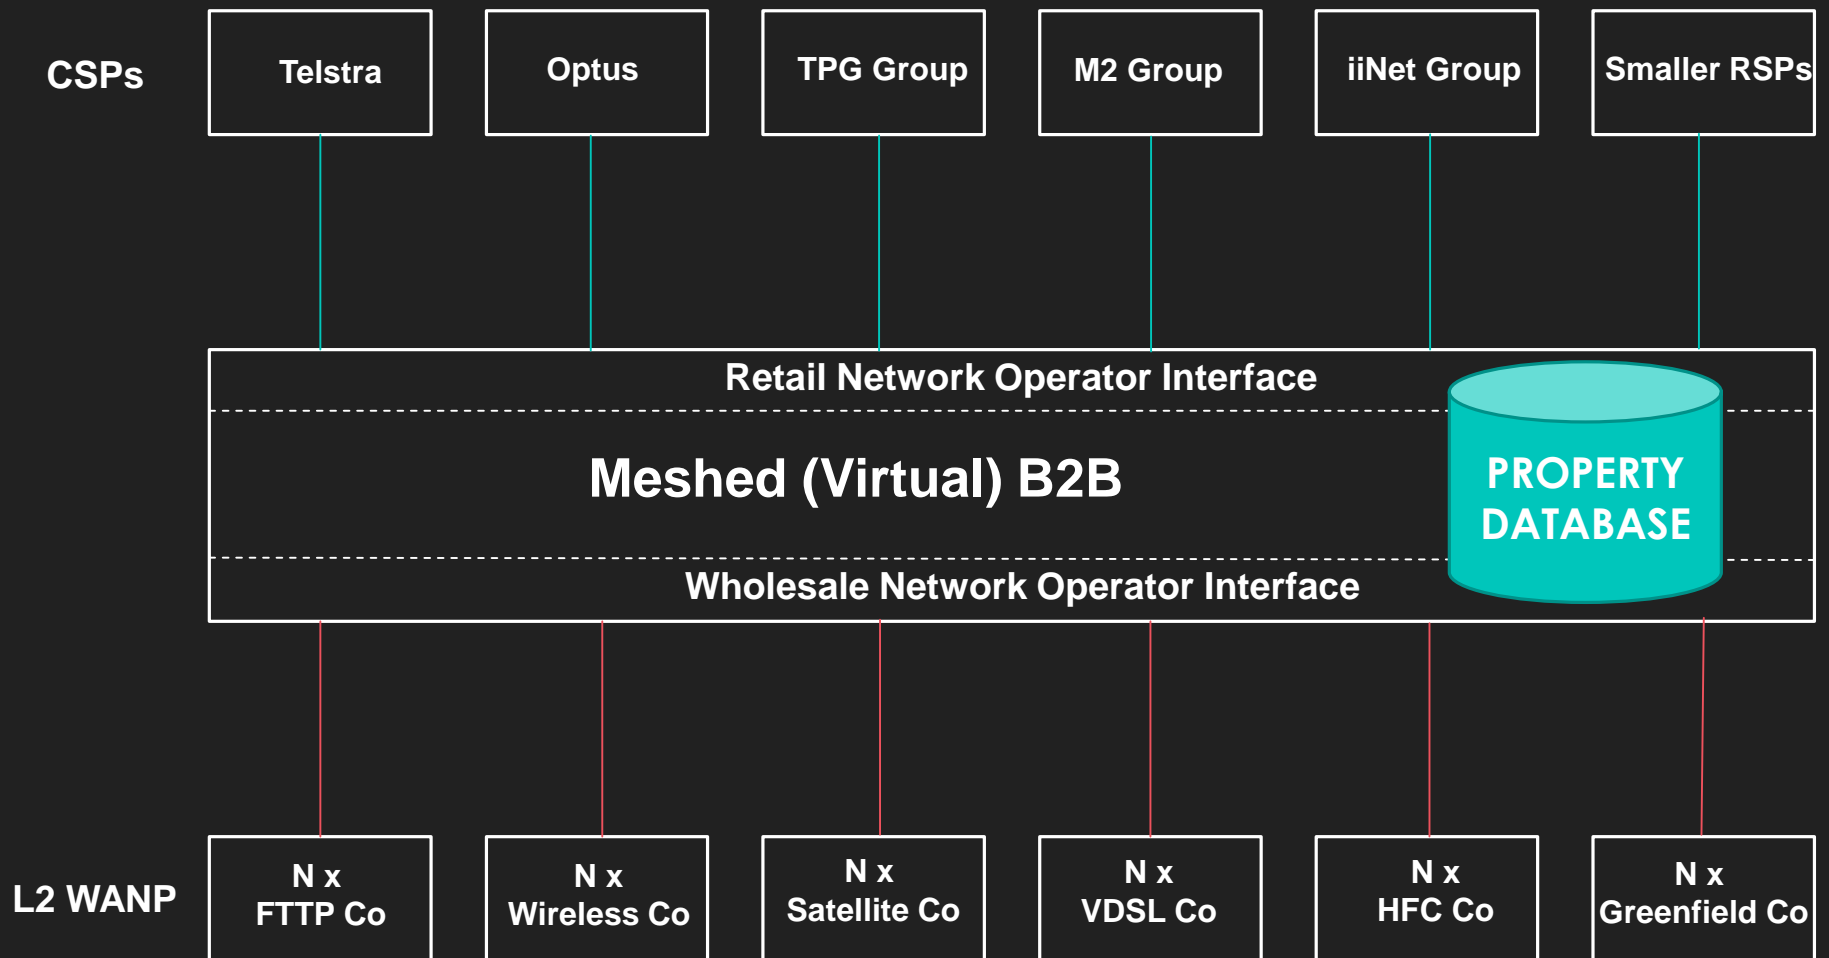 CSPs
Telstra
Optus
TPG Group
M2 Group
iiNet Group
Smaller RSPs
Retail Network Operator Interface
Meshed (Virtual) B2B
PROPERTY
DATABASE
Wholesale Network Operator Interface
L2 WANP
N x
FTTP Co
N x
Wireless Co
N x
Satellite Co
N x
VDSL Co
N x
HFC Co
N x
Greenfield Co